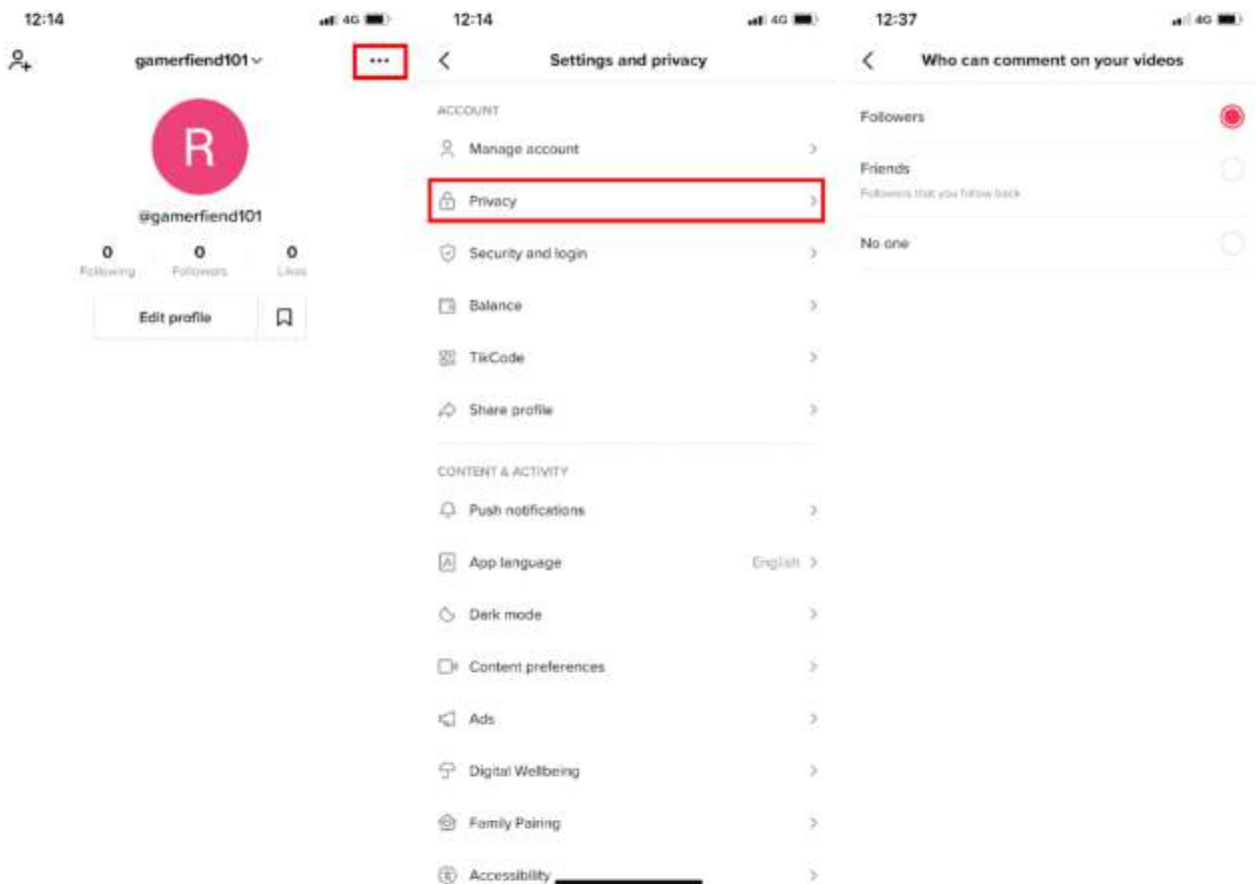 12:14
4G
gamerfiend101
R
@gamerfiend101
0 0 0
Following Followers Likes
Edit profile
12:14
4G
Settings and privacy
ACCOUNT
Manage account
Privacy
Security and login
Balance
TikCode
Share profile
CONTENT & ACTIVITY
Push notifications
App language English
Dark mode
Content preferences
Ads
Digital Wellbeing
Family Pairing
Accessibility
12:37
4G
Who can comment on your videos
Followers
Friends
Followers that you follow back
No one